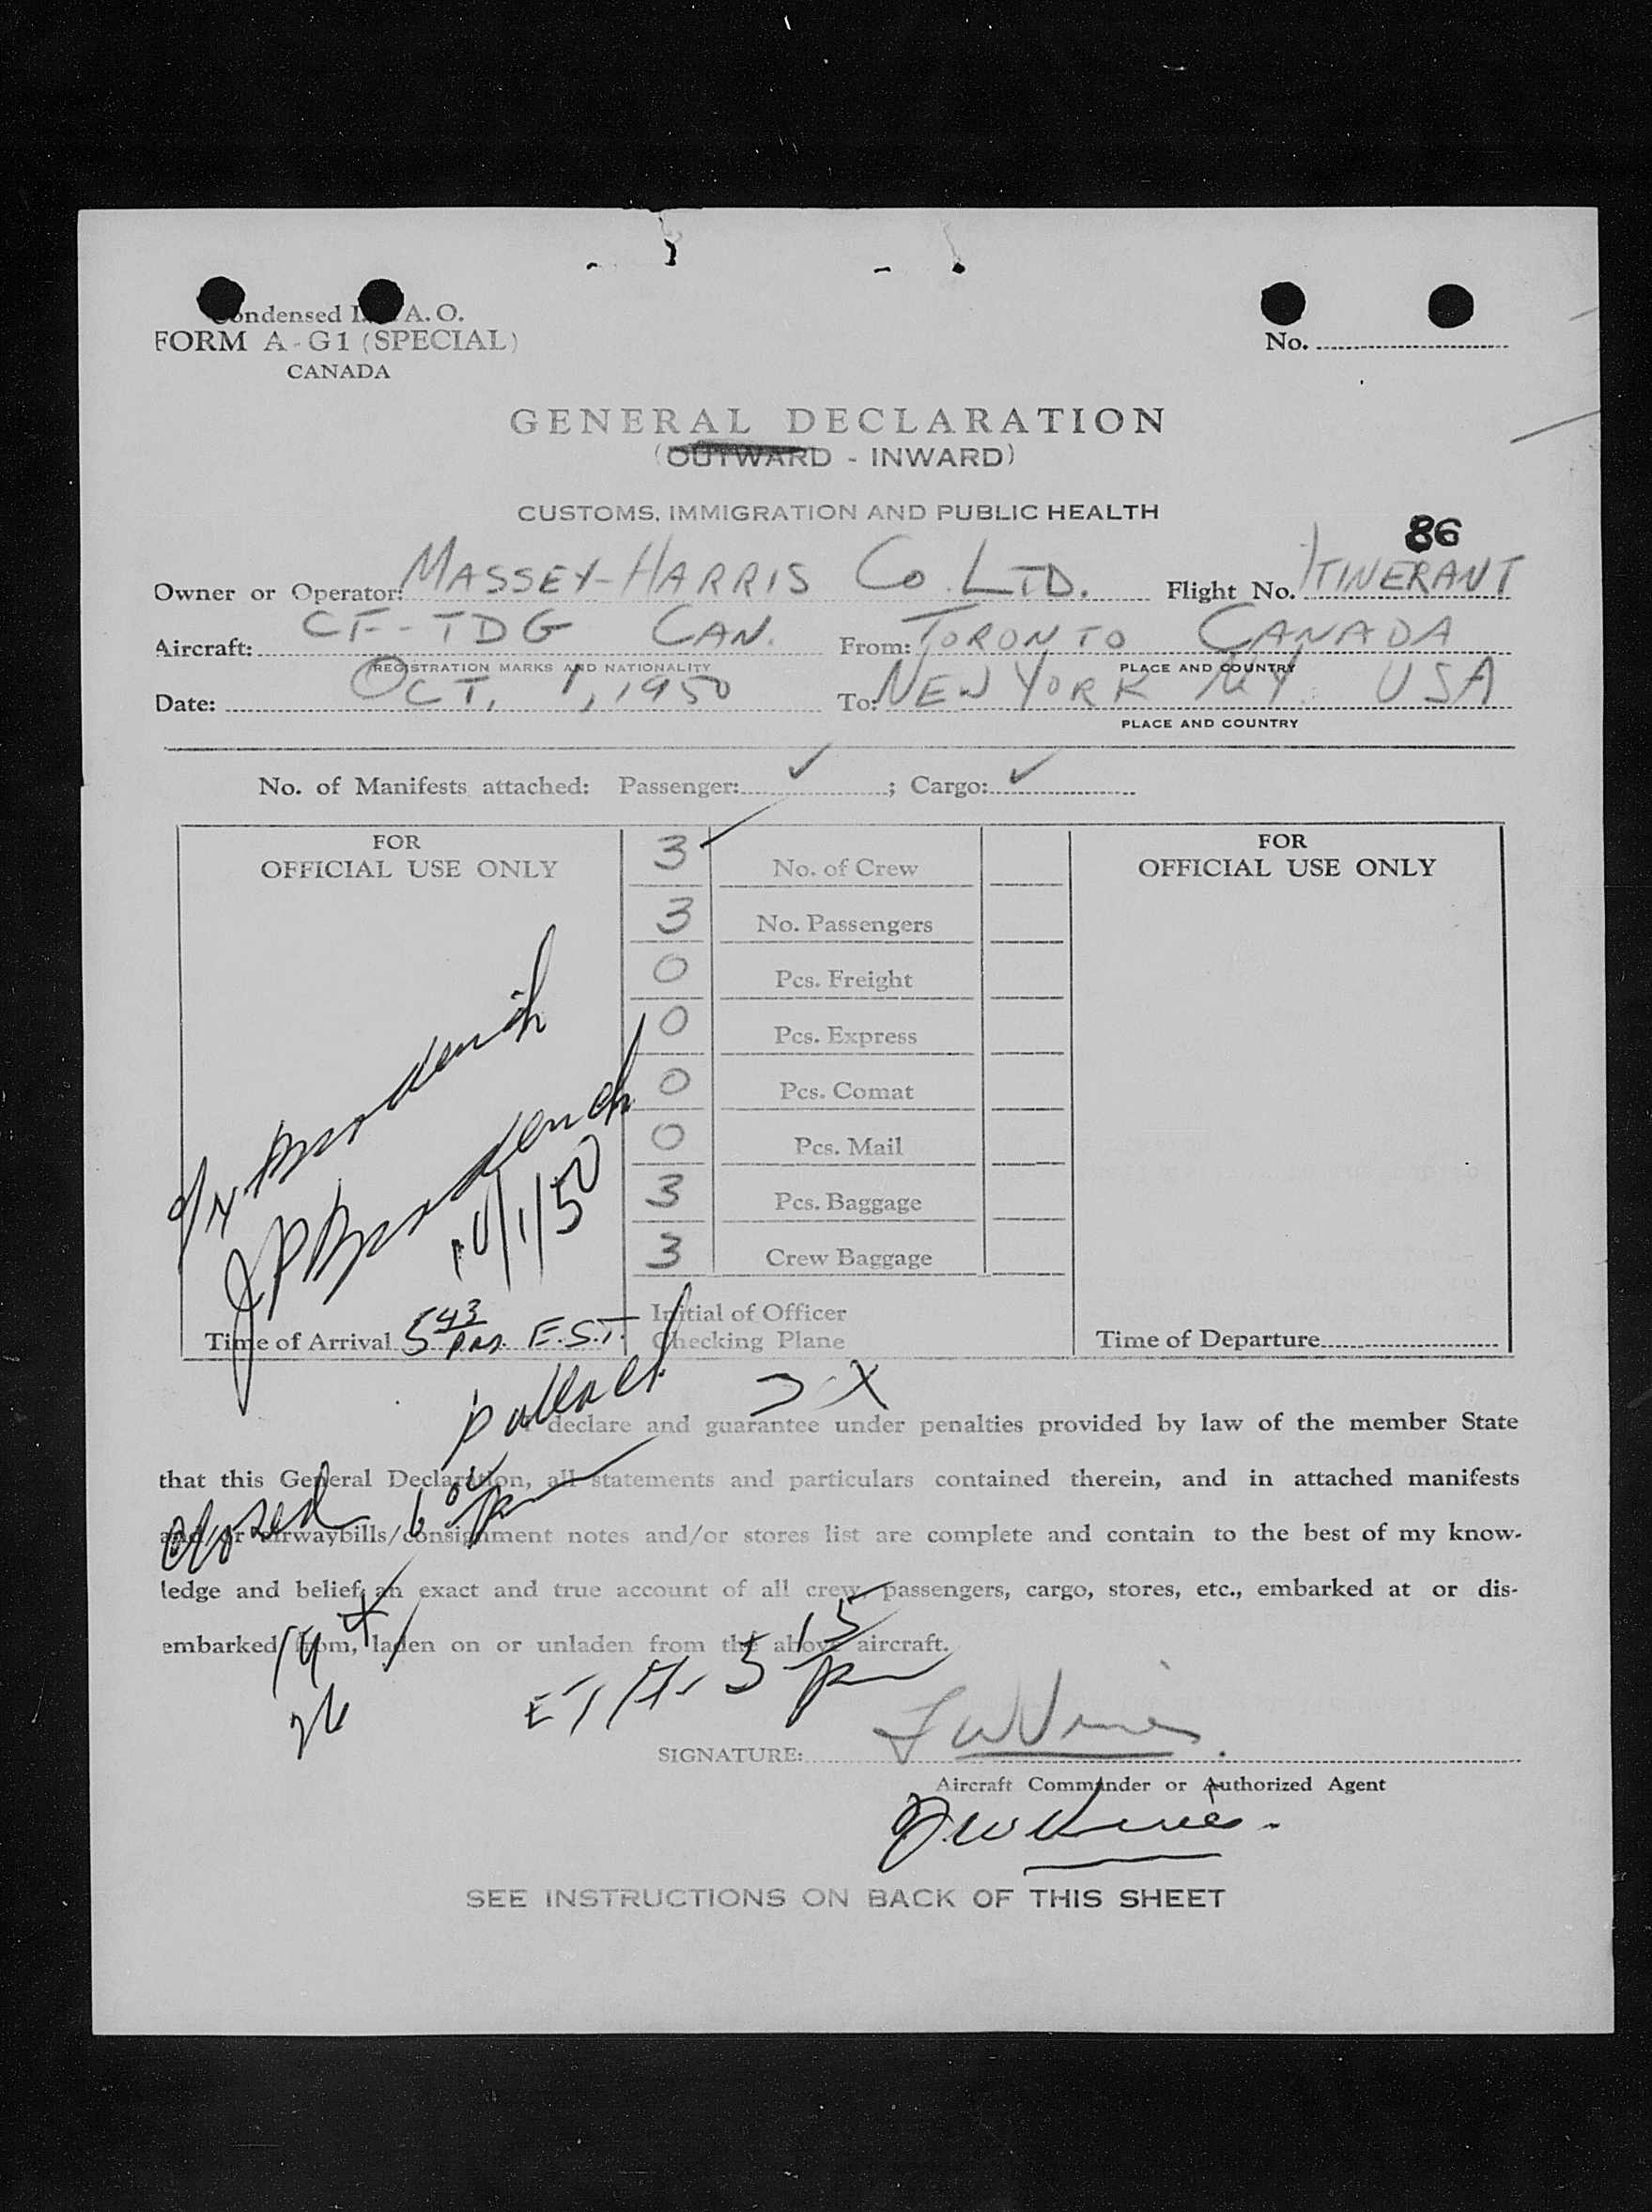 Condensed I.C.A.O.
FORM A-G1 (SPECIAL)
CANADA
No.
GENERAL DECLARATION
(OUTWARD - INWARD)
CUSTOMS, IMMIGRATION AND PUBLIC HEALTH
86
Owner or Operator: MASSEY-HARRIS CO. LTD. Flight No. ITINERANT
Aircraft: CF-TDG CAN. From: TORONTO CANADA
REGISTRATION MARKS AND NATIONALITY PLACE AND COUNTRY
Date: OCT. 1, 1950 To: NEW YORK NY. USA
PLACE AND COUNTRY
No. of Manifests attached: Passenger: ✓; Cargo: ✓
FOR
OFFICIAL USE ONLY
3 No. of Crew
3 No. Passengers
0 Pcs. Freight
0 Pcs. Express
0 Pcs. Comat
0 Pcs. Mail
3 Pcs. Baggage
3 Crew Baggage
10/1/50
Time of Arrival 5 43 P.M. E.S.T.
Initial of Officer
Checking Plane
FOR
OFFICIAL USE ONLY
Time of Departure
I declare and guarantee under penalties provided by law of the member State
that this General Declaration, all statements and particulars contained therein, and in attached manifests
and/or airwaybills/consignment notes and/or stores list are complete and contain to the best of my know-
ledge and belief, an exact and true account of all crew, passengers, cargo, stores, etc., embarked at or dis-
embarked from, laden on or unladen from the above aircraft.
closed 6 00 pm
ETA - 5 15 pm
SIGNATURE:
Aircraft Commander or Authorized Agent
SEE INSTRUCTIONS ON BACK OF THIS SHEET